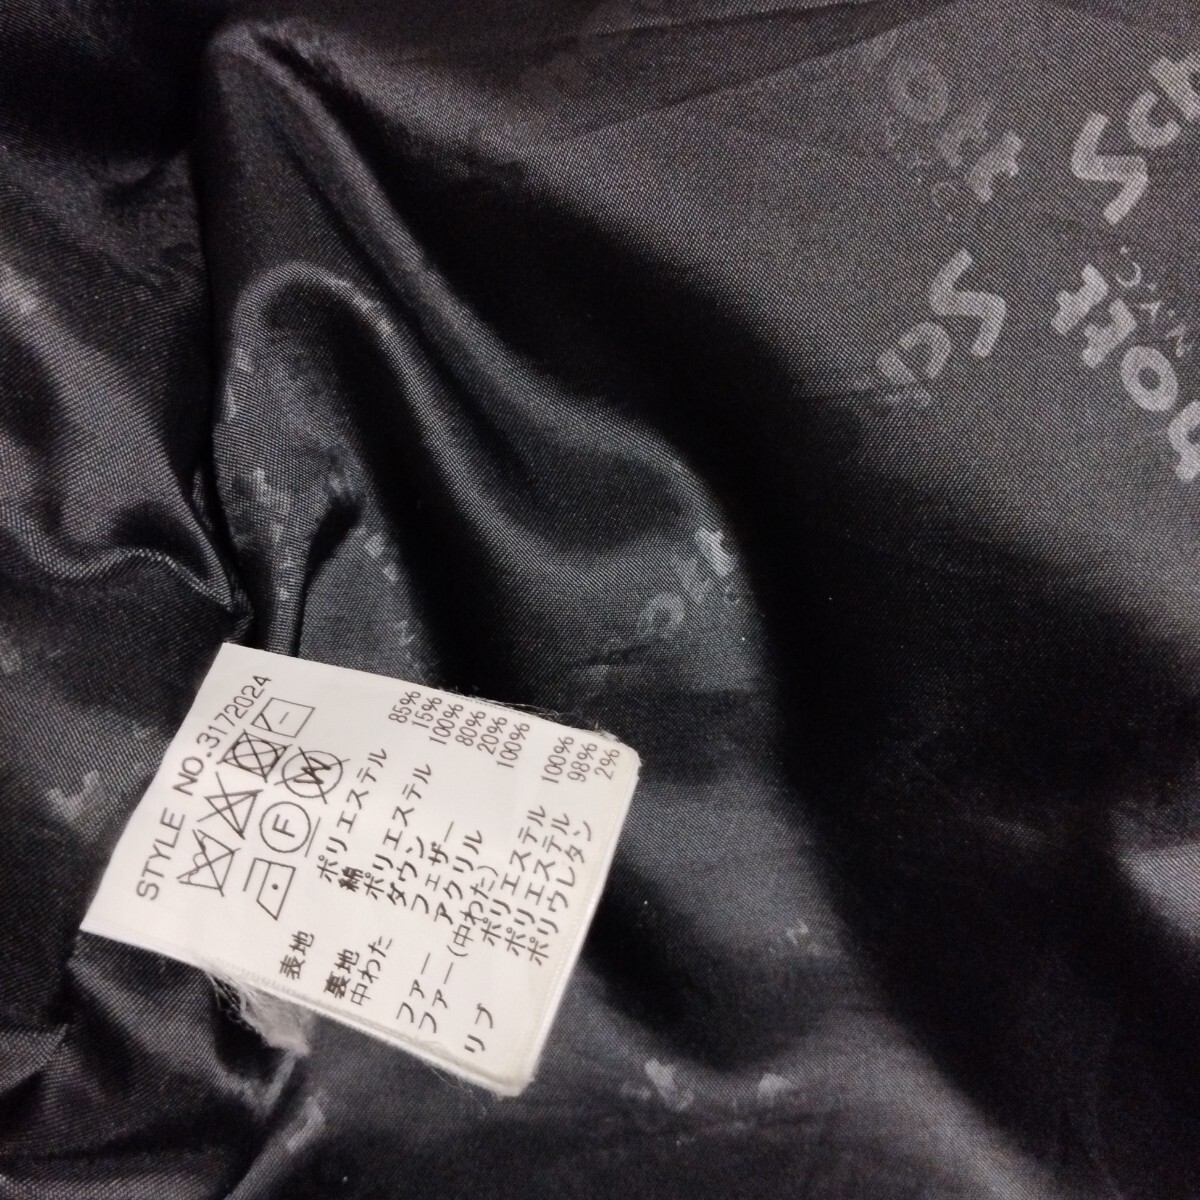 STYLE NO.3172024
F
W
表地 ポリエステル 85%
綿 15%
裏地 ポリエステル 100%
中わた ダウン 80%
フェザー 20%
ファー アクリル 100%
ファー(中わた)
ポリエステル 100%
リブ ポリエステル 98%
ポリウレタン 2%